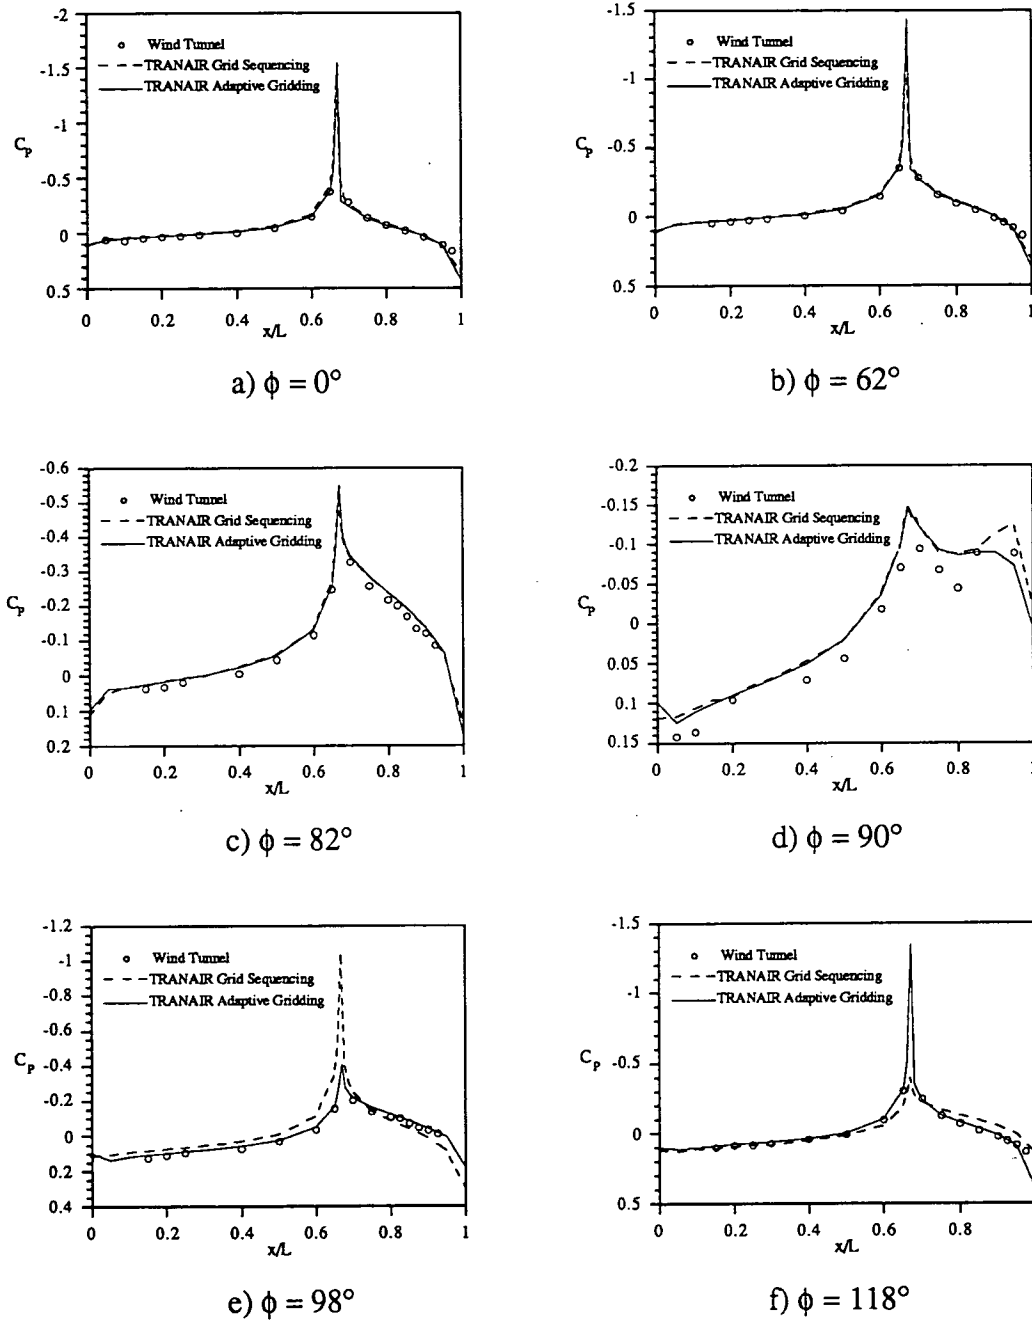 -2
-1.5
-1
-0.5
0
0.5
C_P
Wind Tunnel
TRANAIR Grid Sequencing
TRANAIR Adaptive Gridding
0 0.2 0.4 0.6 0.8 1
x/L
a) ϕ = 0°
-1.5
-1
-0.5
0
0.5
C_P
Wind Tunnel
TRANAIR Grid Sequencing
TRANAIR Adaptive Gridding
0 0.2 0.4 0.6 0.8 1
x/L
b) ϕ = 62°
-0.6
-0.5
-0.4
-0.3
-0.2
-0.1
0
0.1
0.2
C_P
Wind Tunnel
TRANAIR Grid Sequencing
TRANAIR Adaptive Gridding
0 0.2 0.4 0.6 0.8 1
x/L
c) ϕ = 82°
-0.2
-0.15
-0.1
-0.05
0
0.05
0.1
0.15
C_P
Wind Tunnel
TRANAIR Grid Sequencing
TRANAIR Adaptive Gridding
0 0.2 0.4 0.6 0.8 1
x/L
d) ϕ = 90°
-1.2
-1
-0.8
-0.6
-0.4
-0.2
0
0.2
0.4
C_P
Wind Tunnel
TRANAIR Grid Sequencing
TRANAIR Adaptive Gridding
0 0.2 0.4 0.6 0.8 1
x/L
e) ϕ = 98°
-1.5
-1
-0.5
0
0.5
C_P
Wind Tunnel
TRANAIR Grid Sequencing
TRANAIR Adaptive Gridding
0 0.2 0.4 0.6 0.8 1
x/L
f) ϕ = 118°